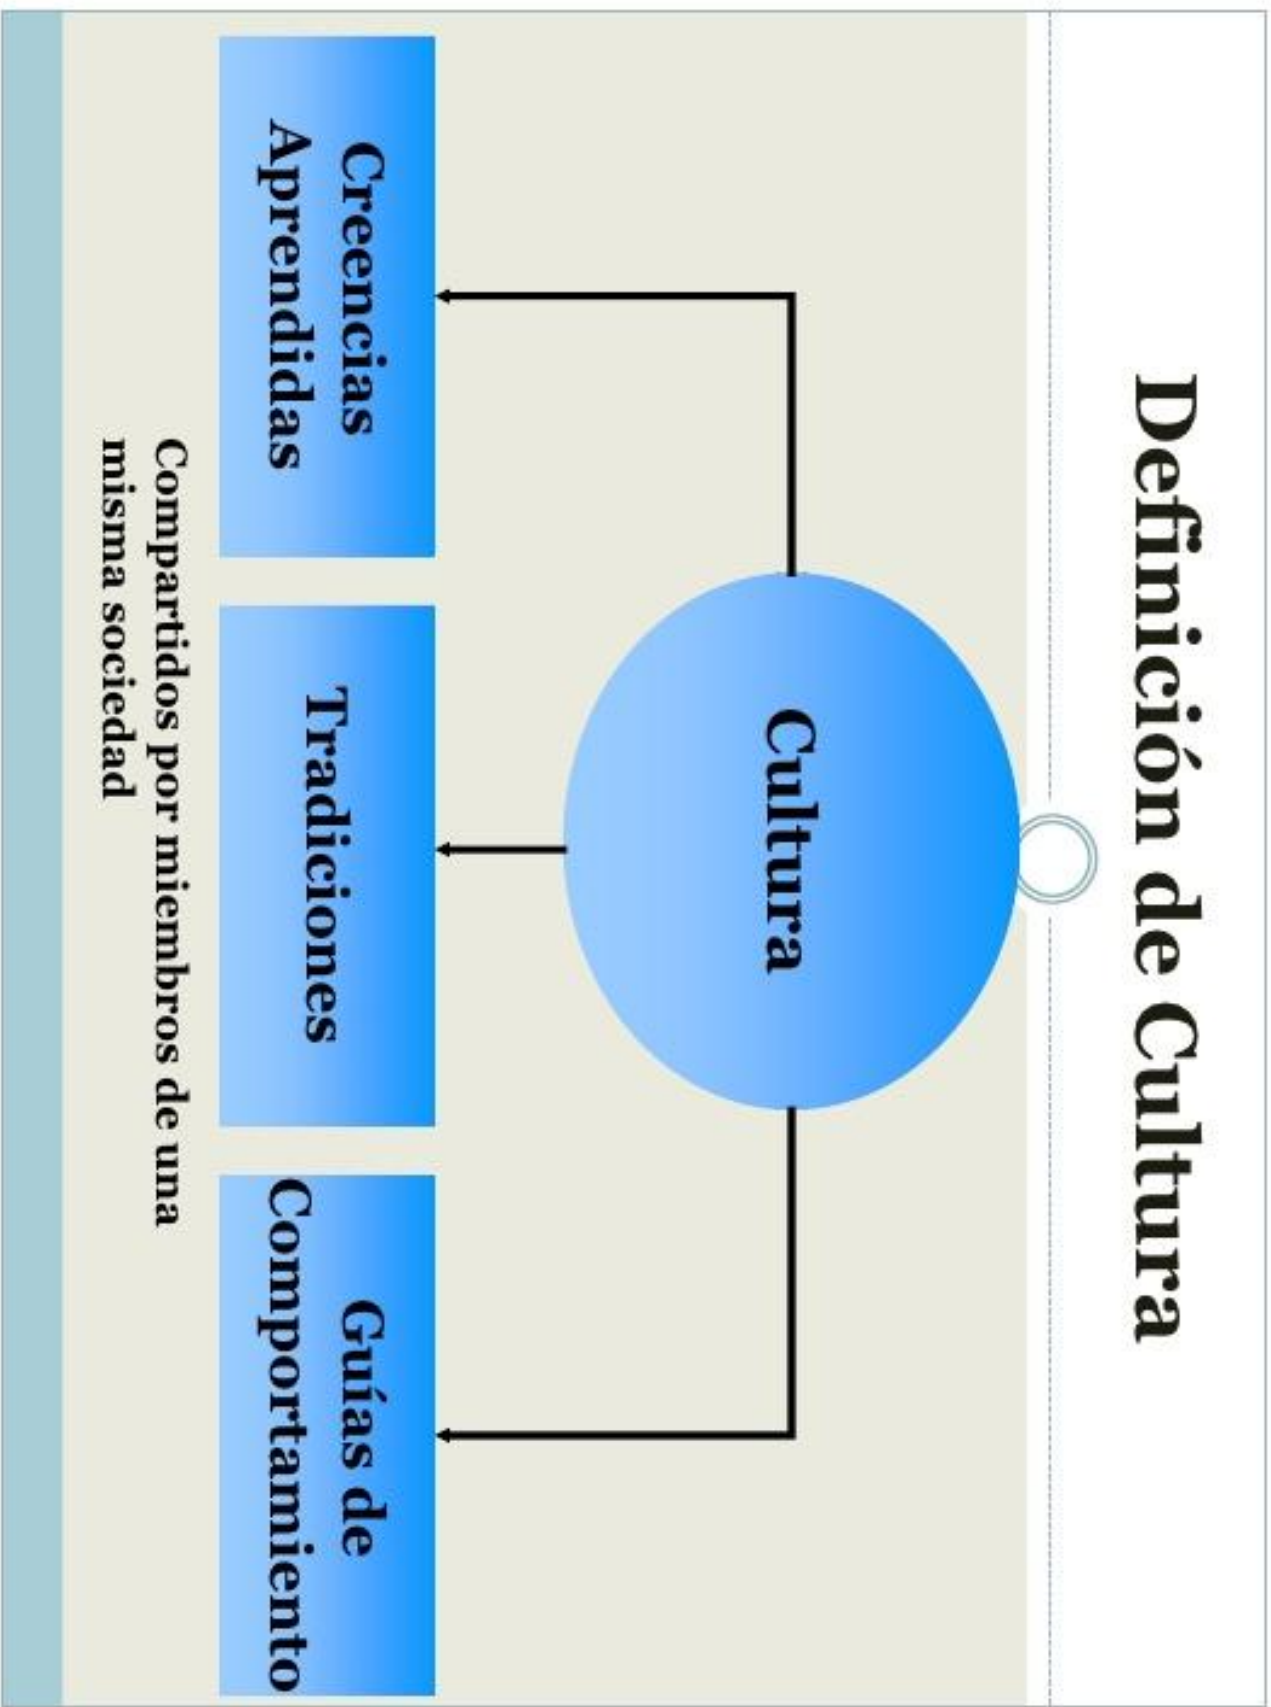 Definición de Cultura
Cultura
Creencias
Aprendidas
Tradiciones
Guías de
Comportamiento
Compartidos por miembros de una
misma sociedad